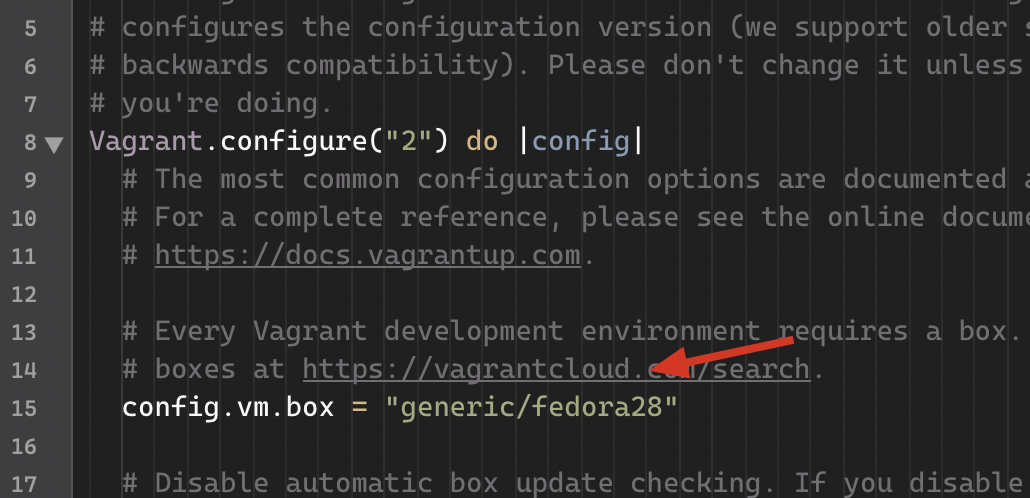 5 # configures the configuration version (we support older s
6 # backwards compatibility). Please don't change it unless
7 # you're doing.
8 Vagrant.configure("2") do |config|
9 # The most common configuration options are documented
10 # For a complete reference, please see the online docume
11 # https://docs.vagrantup.com.
12
13 # Every Vagrant development environment requires a box.
14 # boxes at https://vagrantcloud.com/search.
15 config.vm.box = "generic/fedora28"
16
17 # Disable automatic box update checking. If you disable